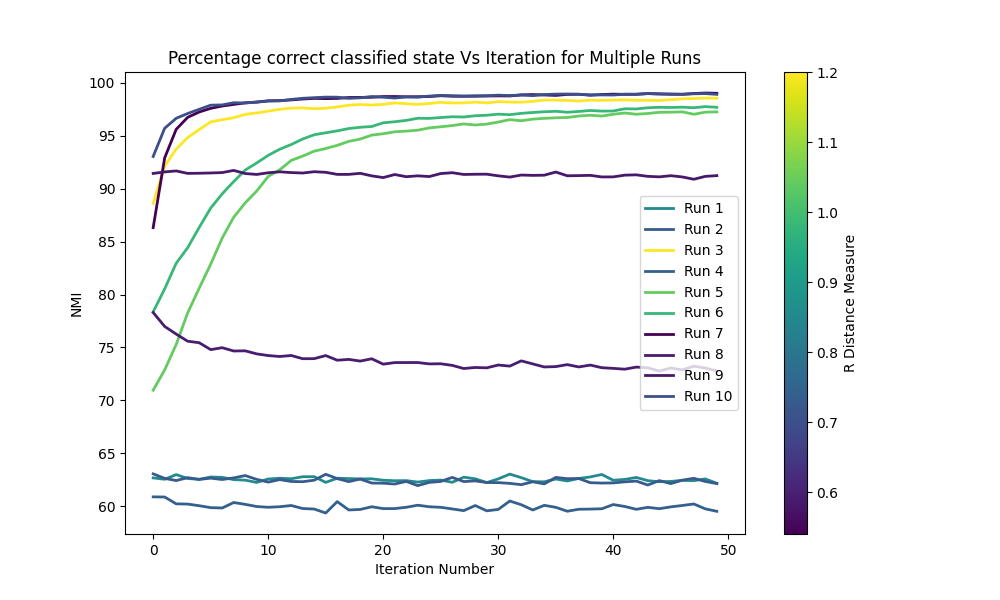 Percentage correct classified state Vs Iteration for Multiple Runs
100
95
90
85
80
75
70
65
60
NMI
0
10
20
30
40
50
Iteration Number
Run 1
Run 2
Run 3
Run 4
Run 5
Run 6
Run 7
Run 8
Run 9
Run 10
1.2
1.1
1.0
0.9
0.8
0.7
0.6
R Distance Measure